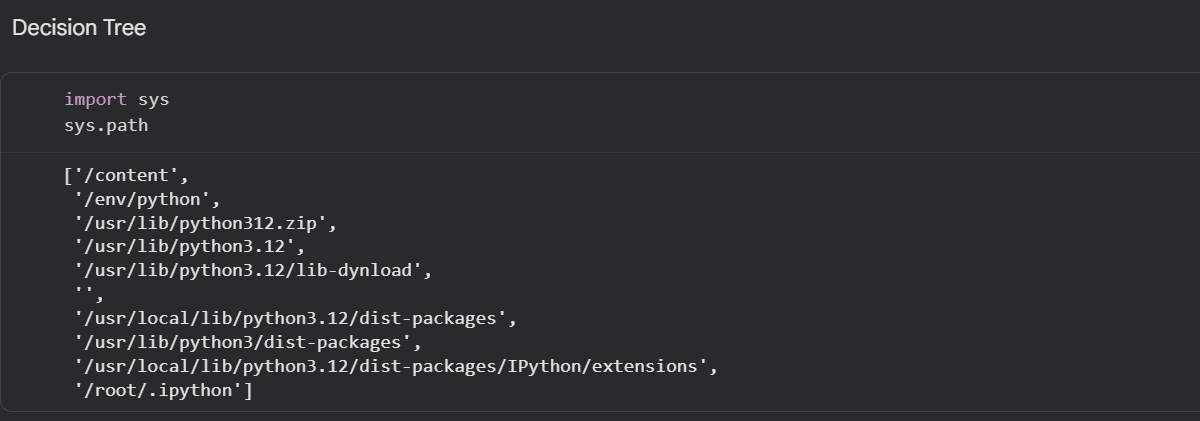 Decision Tree
import sys
sys.path
['/content',
 '/env/python',
 '/usr/lib/python312.zip',
 '/usr/lib/python3.12',
 '/usr/lib/python3.12/lib-dynload',
 '',
 '/usr/local/lib/python3.12/dist-packages',
 '/usr/lib/python3/dist-packages',
 '/usr/local/lib/python3.12/dist-packages/IPython/extensions',
 '/root/.ipython']